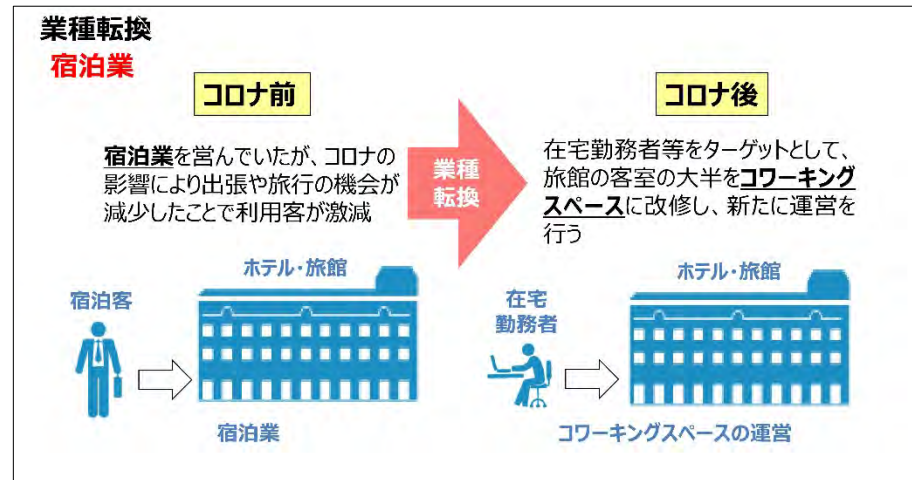 業種転換
宿泊業
コロナ前
宿泊業を営んでいたが、コロナの
影響により出張や旅行の機会が
減少したことで利用客が激減
業種
転換
コロナ後
在宅勤務者等をターゲットとして、
旅館の客室の大半をコワーキング
スペースに改修し、新たに運営を
行う
ホテル・旅館
宿泊客
宿泊業
ホテル・旅館
在宅
勤務者
コワーキングスペースの運営